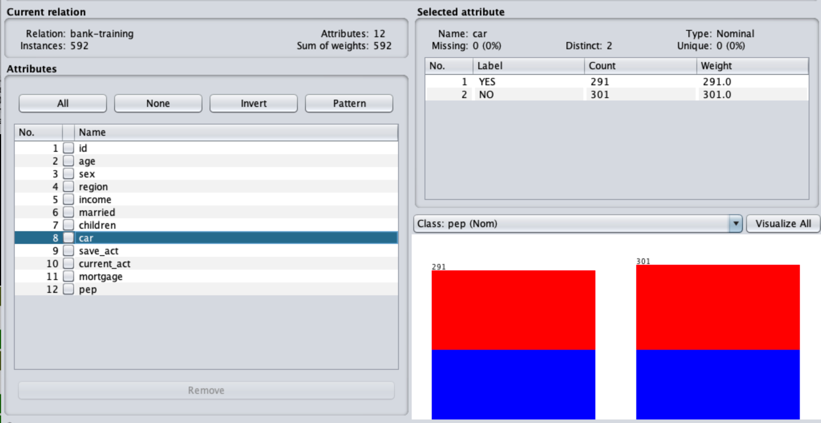 Current relation
Relation: bank-training
Attributes: 12
Instances: 592
Sum of weights: 592
Attributes
All
None
Invert
Pattern
No.
Name
1 id
2 age
3 sex
4 region
5 income
6 married
7 children
8 car
9 save_act
10 current_act
11 mortgage
12 pep
Remove
Selected attribute
Name: car
Type: Nominal
Missing: 0 (0%)
Distinct: 2
Unique: 0 (0%)
No. Label Count Weight
1 YES 291 291.0
2 NO 301 301.0
Class: pep (Nom)
Visualize All
291
301